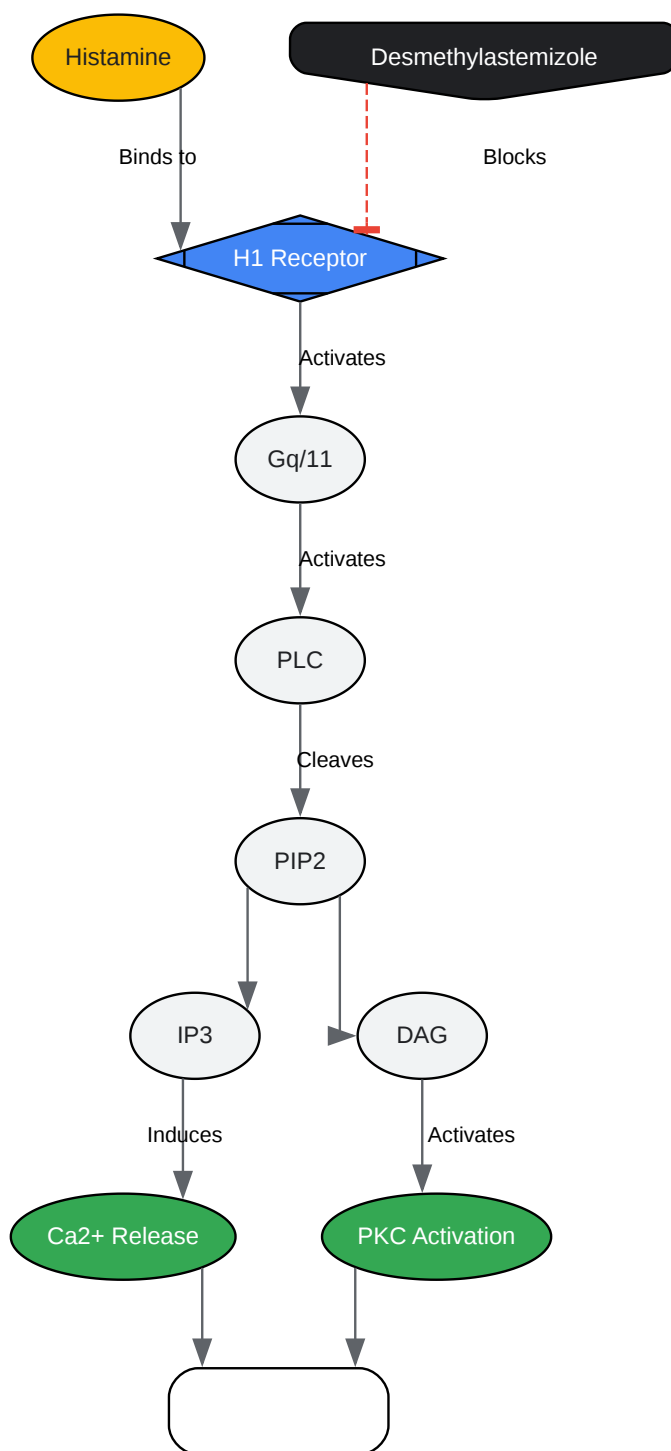 Histamine
Desmethylastemizole
Binds to
Blocks
H1 Receptor
Activates
Gq/11
Activates
PLC
Cleaves
PIP2
IP3
DAG
Induces
Activates
Ca2+ Release
PKC Activation